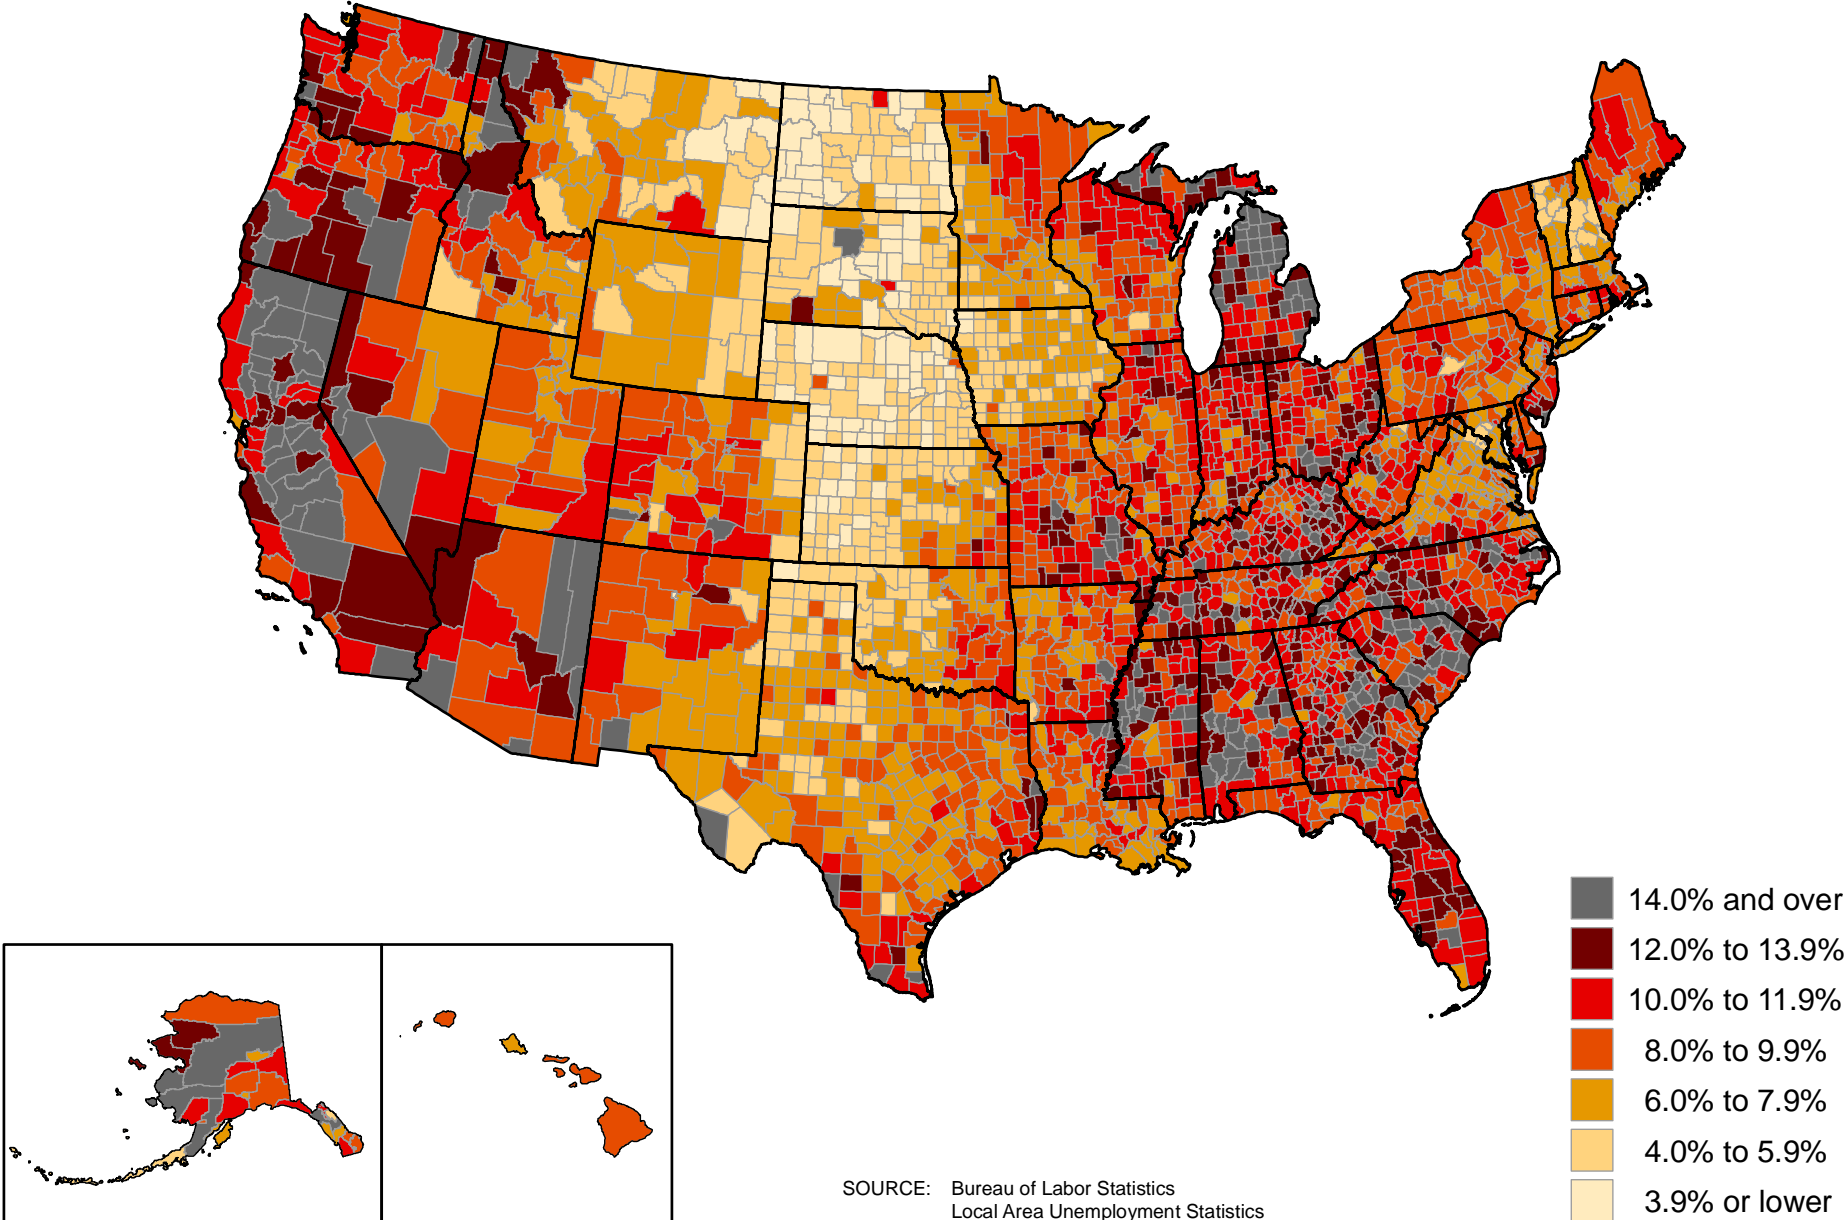 14.0% and over
12.0% to 13.9%
10.0% to 11.9%
8.0% to 9.9%
6.0% to 7.9%
4.0% to 5.9%
3.9% or lower
SOURCE: Bureau of Labor Statistics
Local Area Unemployment Statistics